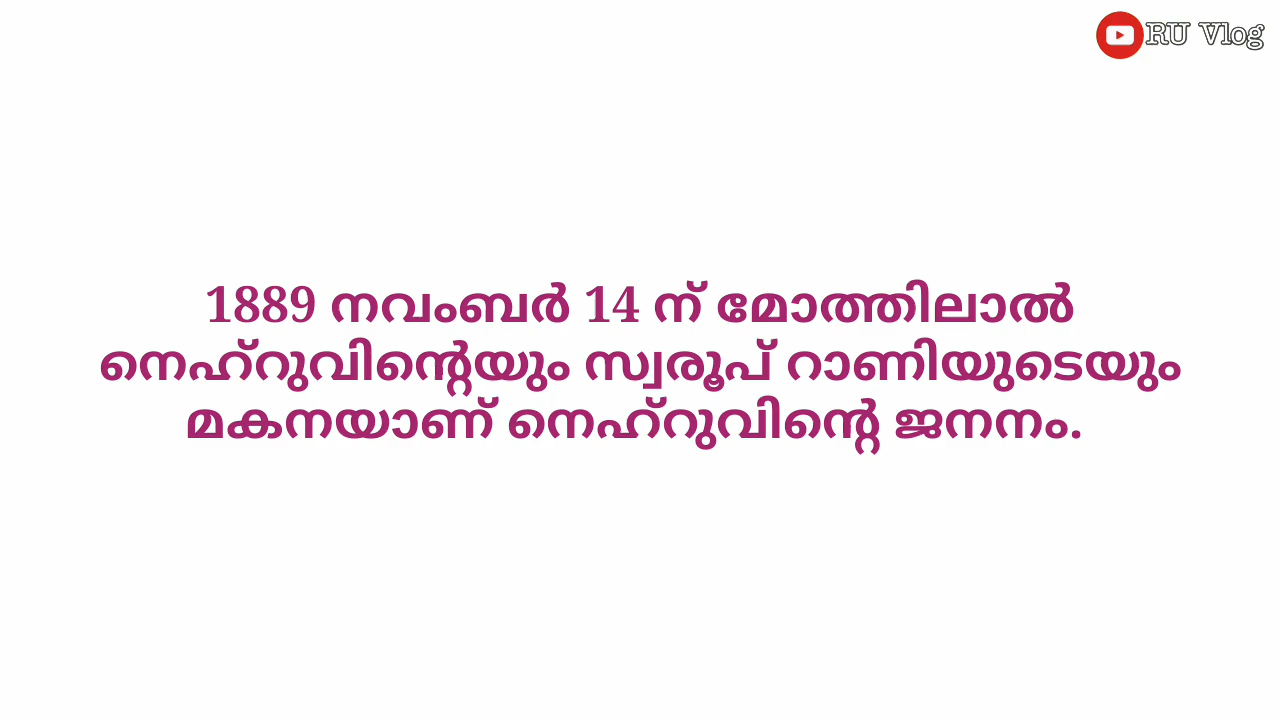 RU Vlog
1889 നവംബർ 14 ന് മോത്തിലാൽ
നെഹ്റുവിന്റെയും സ്വരൂപ് റാണിയുടെയും
മകനയാണ് നെഹ്റുവിന്റെ ജനനം.